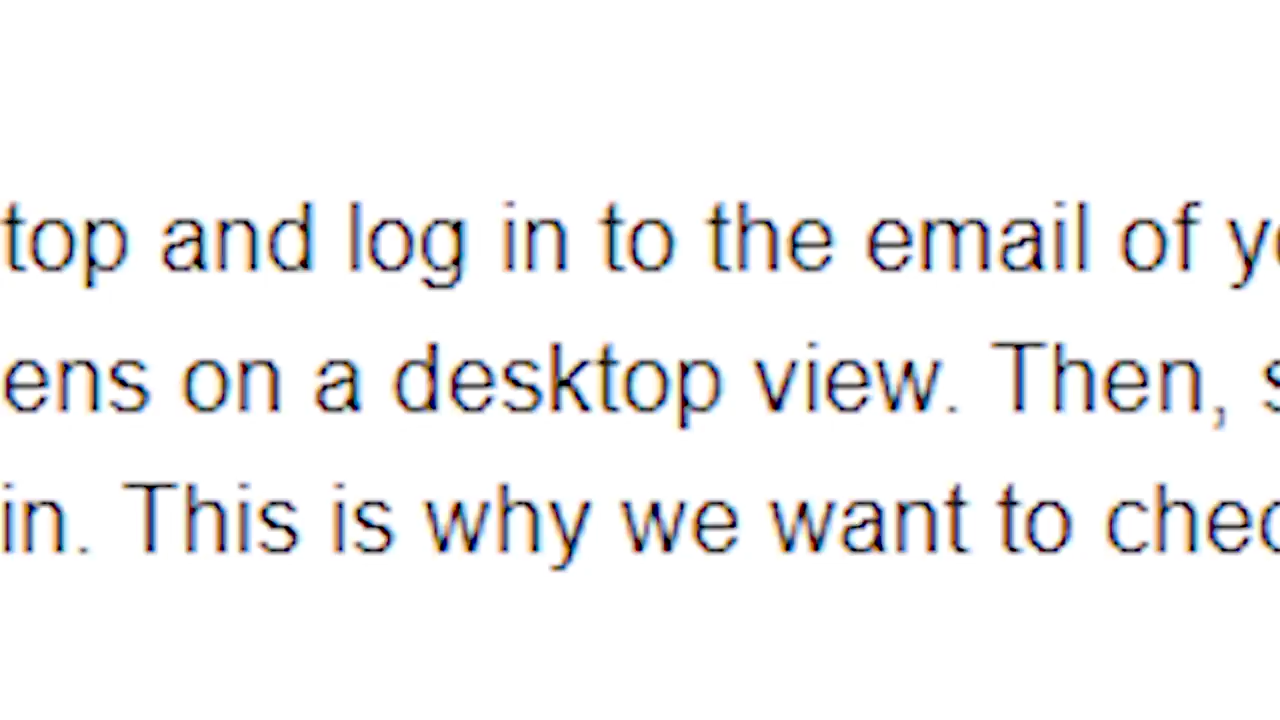 top and log in to the email of y
ens on a desktop view. Then, s
in. This is why we want to chec